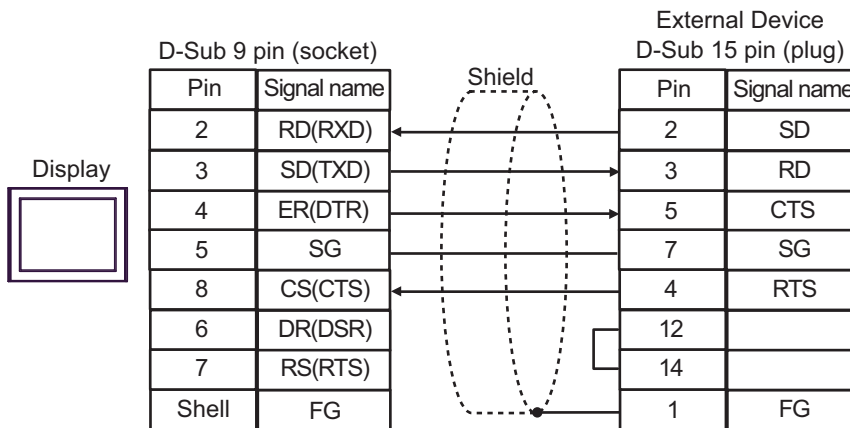 External Device
D-Sub 9 pin (socket)
D-Sub 15 pin (plug)
Shield
Pin Signal name
Pin Signal name
2 RD(RXD) 2 SD
Display
3 SD(TXD) 3 RD
4 ER(DTR) 5 CTS
5 SG 7 SG
8 CS(CTS) 4 RTS
6 DR(DSR) 12
7 RS(RTS) 14
Shell FG 1 FG